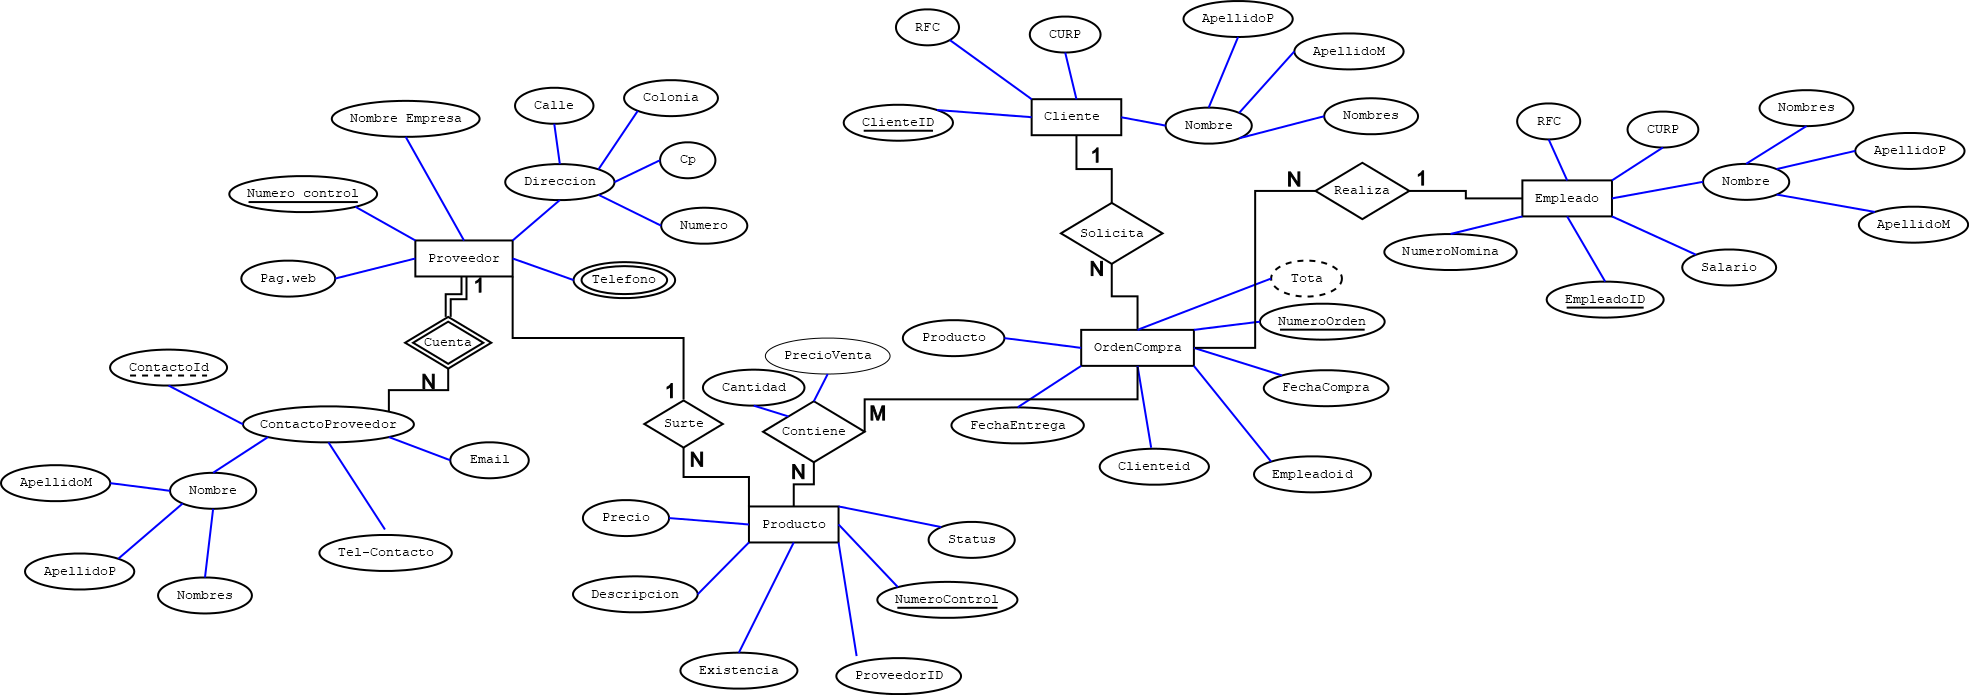 RFC
CURP
ApellidoP
ApellidoM
ClienteID
Cliente
Nombre
Nombres
Nombre Empresa
Calle
Colonia
Cp
Direccion
Numero control
Numero
Proveedor
Pag.web
Telefono
1
Cuenta
N
ContactoId
ContactoProveedor
Email
ApellidoM
Nombre
ApellidoP
Nombres
Tel-Contacto
1
Solicita
N
N
Realiza
1
RFC
CURP
Nombres
ApellidoP
Nombre
ApellidoM
Empleado
NumeroNomina
Salario
EmpleadoID
Tota
NumeroOrden
Producto
OrdenCompra
FechaCompra
FechaEntrega
Clienteid
Empleadoid
PrecioVenta
Cantidad
Contiene
M
N
1
Surte
N
Precio
Producto
Status
Descripcion
NumeroControl
Existencia
ProveedorID